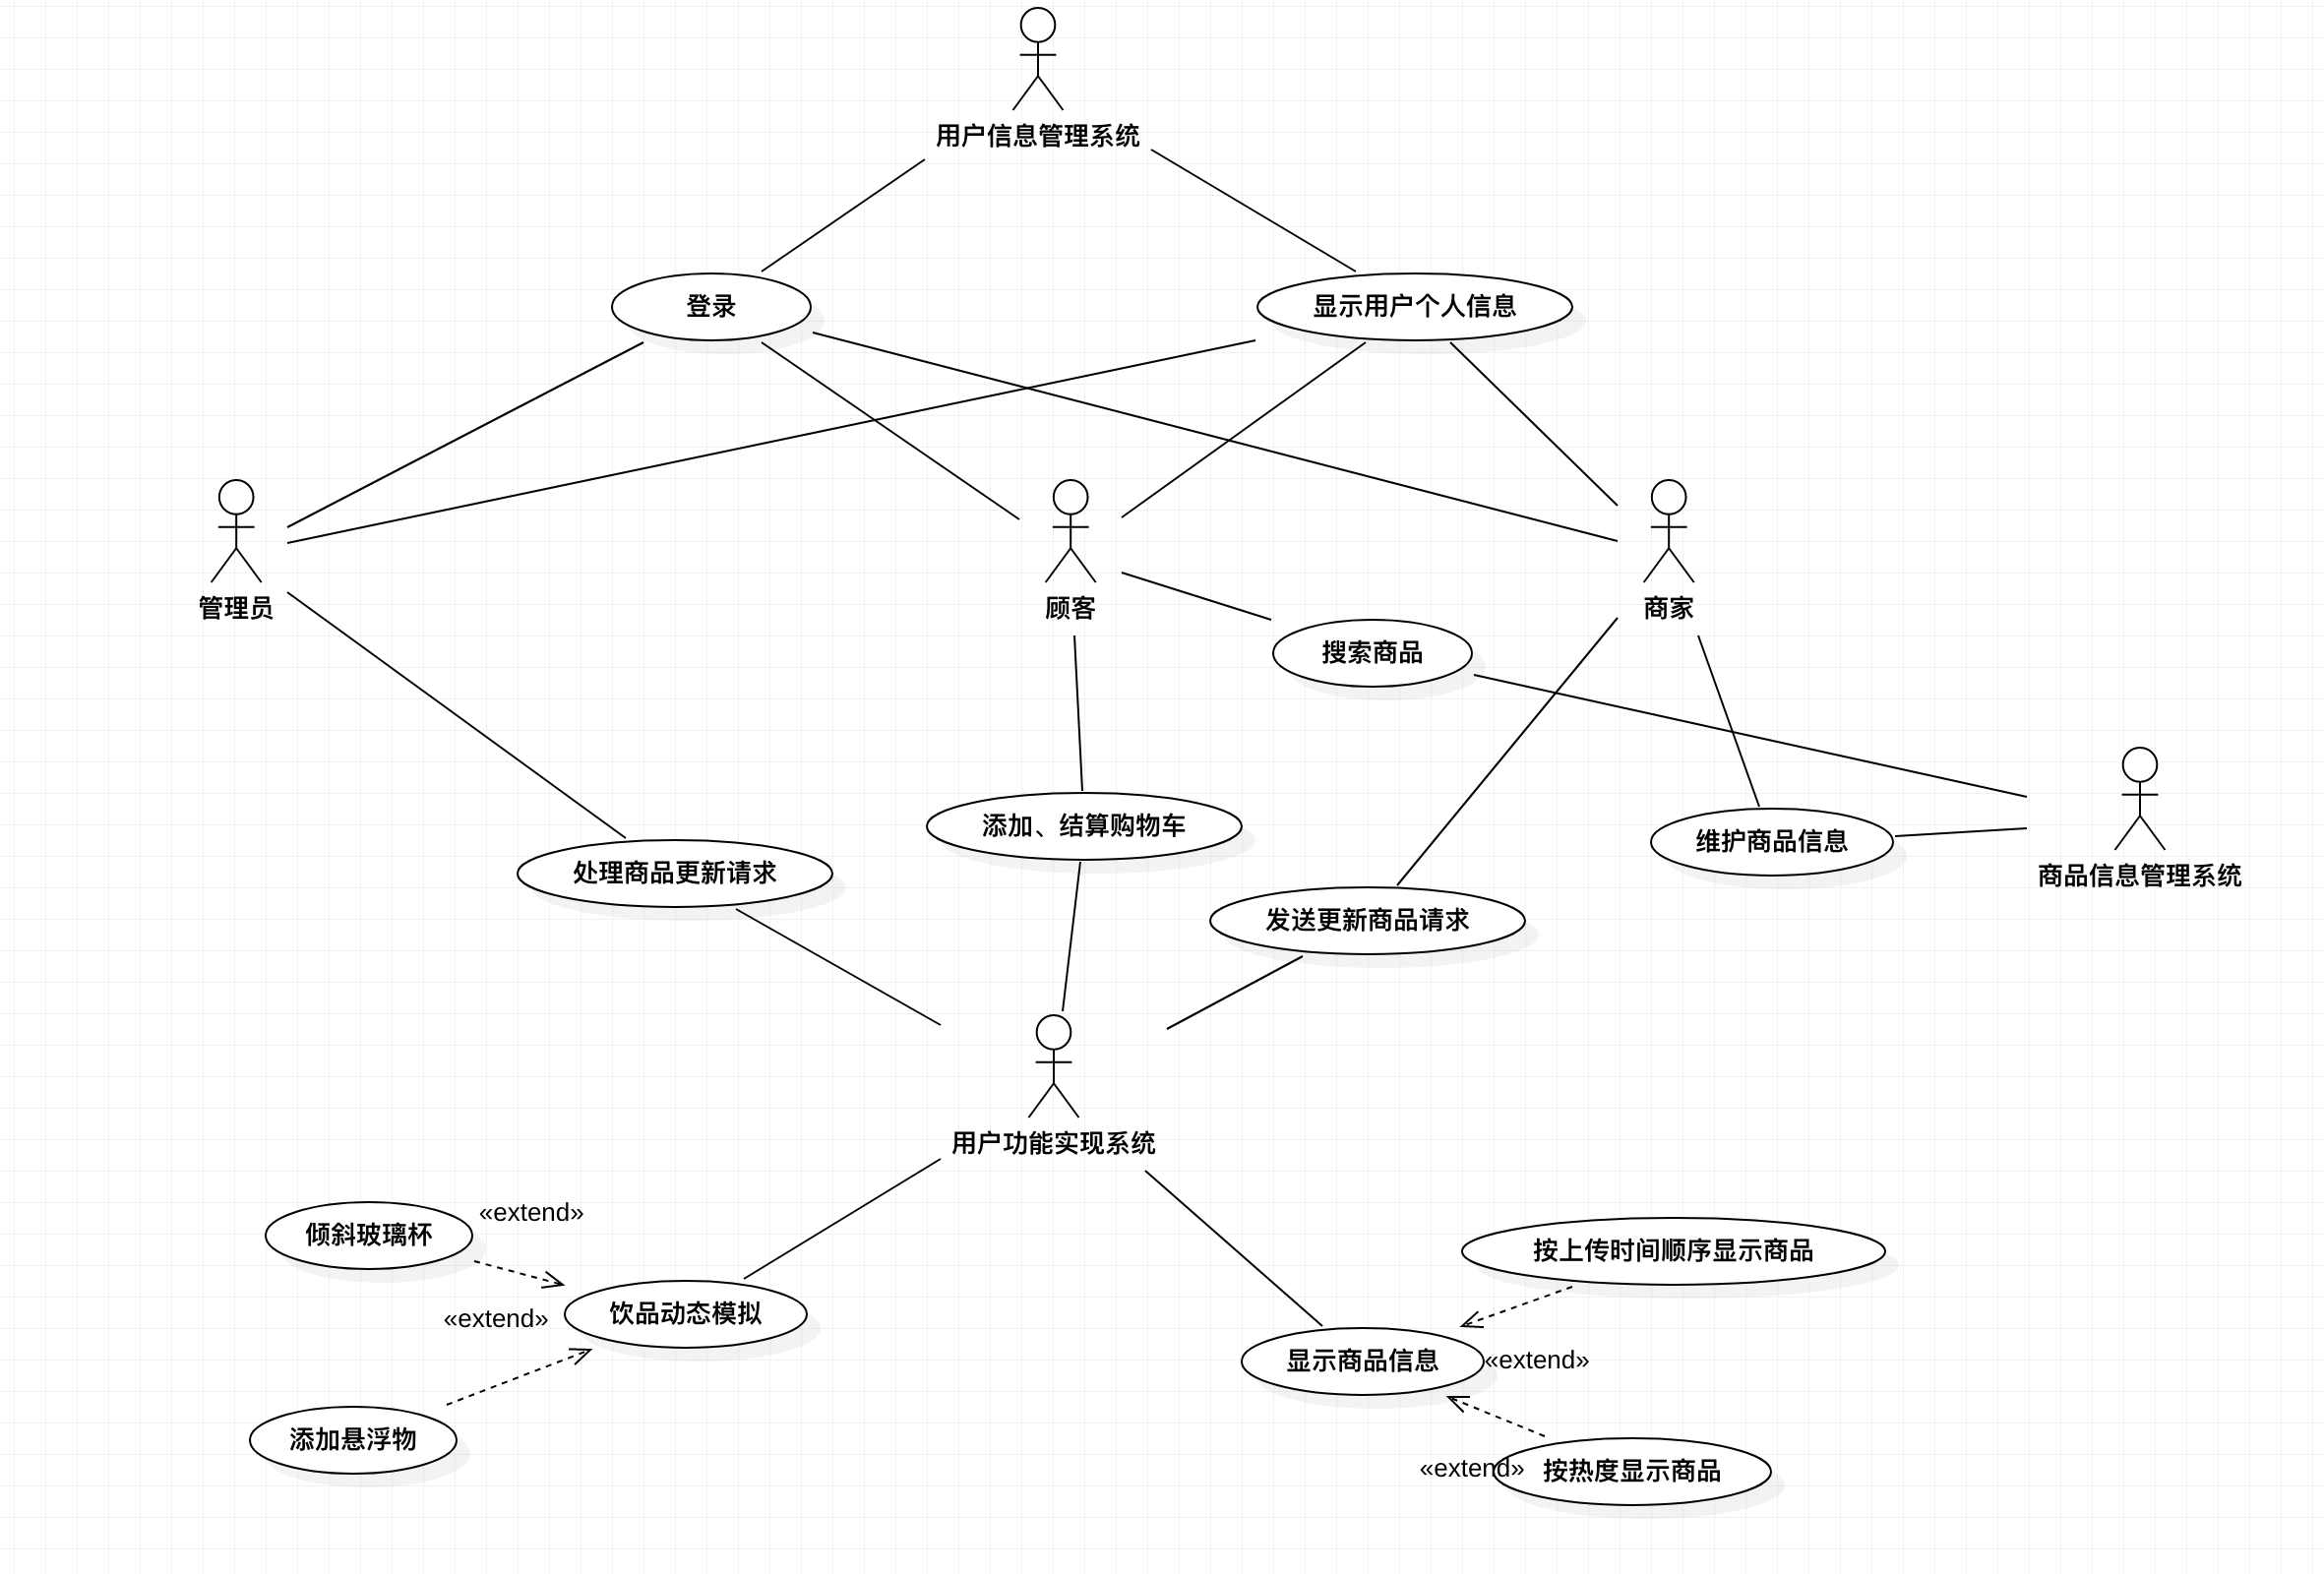 用户信息管理系统
登录
显示用户个人信息
管理员
顾客
商家
搜索商品
添加、结算购物车
维护商品信息
处理商品更新请求
商品信息管理系统
发送更新商品请求
用户功能实现系统
«extend»
倾斜玻璃杯
按上传时间顺序显示商品
饮品动态模拟
«extend»
显示商品信息
«extend»
添加悬浮物
«extend»
按热度显示商品